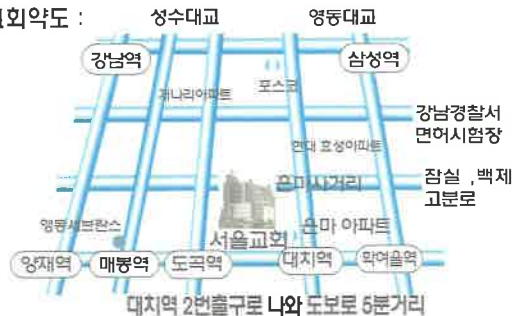 회약도 :
성수대교
영동대교
강남역
삼성역
개나리아파트
포스코
강남경찰서
면허시험장
현대 효성아파트
은마사거리
잠실 ,백제
고분로
영동세브란스
서울교회
은마 아파트
양재역
매봉역
도곡역
대치역
학여울역
대치역 2번출구로 나와 도보로 5분거리